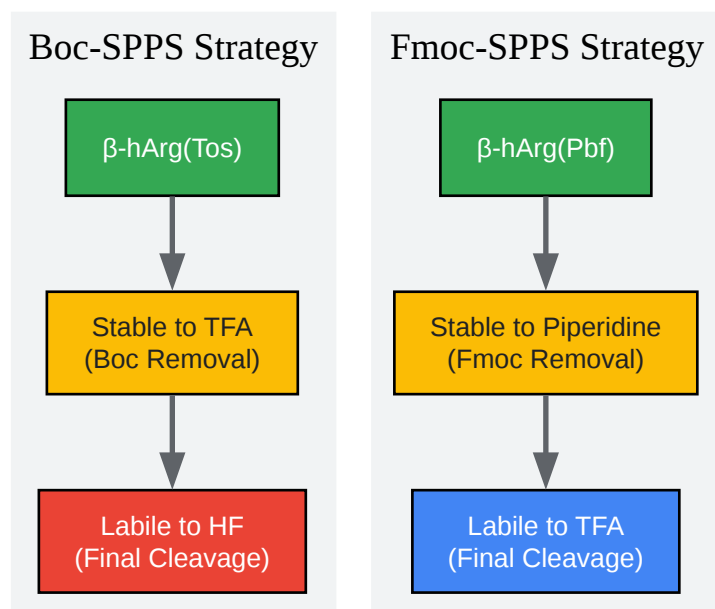 Boc-SPPS Strategy
β-hArg(Tos)
Stable to TFA
(Boc Removal)
Labile to HF
(Final Cleavage)
Fmoc-SPPS Strategy
β-hArg(Pbf)
Stable to Piperidine
(Fmoc Removal)
Labile to TFA
(Final Cleavage)